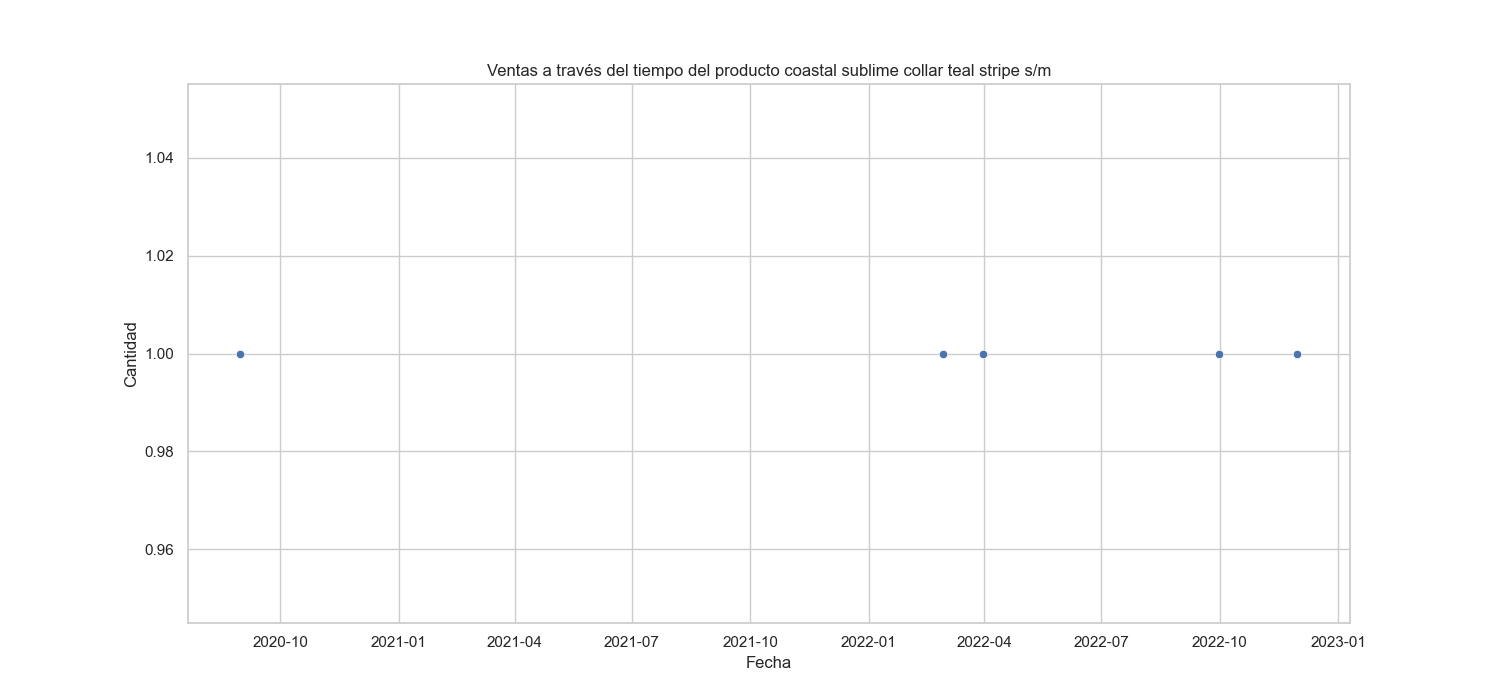 Ventas a través del tiempo del producto coastal sublime collar teal stripe s/m
1.04
1.02
1.00
0.98
0.96
Cantidad
2020-10 2021-01 2021-04 2021-07 2021-10 2022-01 2022-04 2022-07 2022-10 2023-01
Fecha